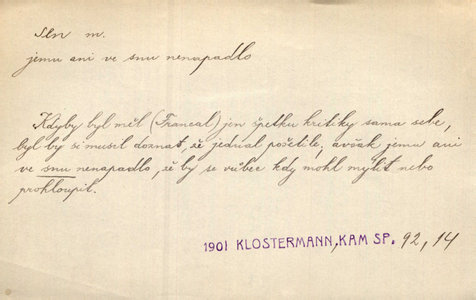 Sen m.
jemu ani ve snu nenapadlo
Kdyby byl měl (Francal) jen špetku kritiky sama sebe,
byl by si musel doznat, že jednal pošetile, avšak jemu ani
ve snu nenapadlo, že by se vůbec kdy mohl mýlit nebo
prohloupit.
1901 KLOSTERMANN, KAM SP. 92, 14